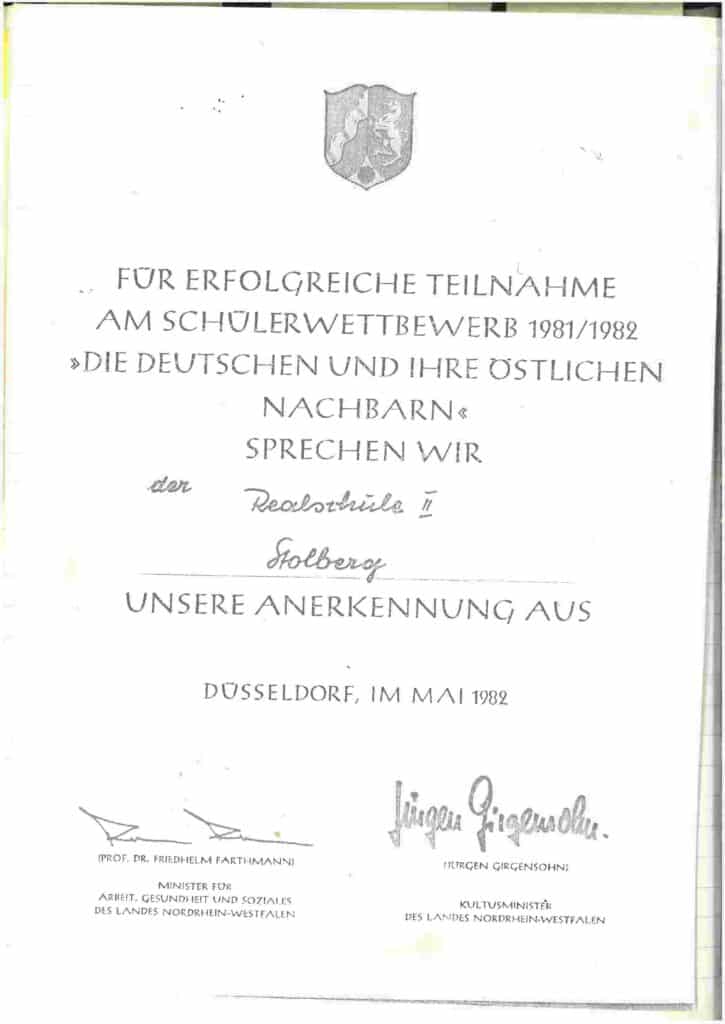 FÜR ERFOLGREICHE TEILNAHME
AM SCHÜLERWETTBEWERB 1981/1982
»DIE DEUTSCHEN UND IHRE ÖSTLICHEN
NACHBARN«
SPRECHEN WIR
der Realschule II
Stolberg
UNSERE ANERKENNUNG AUS
DÜSSELDORF, IM MAI 1982
Jürgen Girgensohn.
(PROF. DR. FRIEDHELM FARTHMANN)
MINISTER FÜR
ARBEIT, GESUNDHEIT UND SOZIALES
DES LANDES NORDRHEIN-WESTFALEN
(JÜRGEN GIRGENSOHN)
KULTUSMINISTER
DES LANDES NORDRHEIN-WESTFALEN